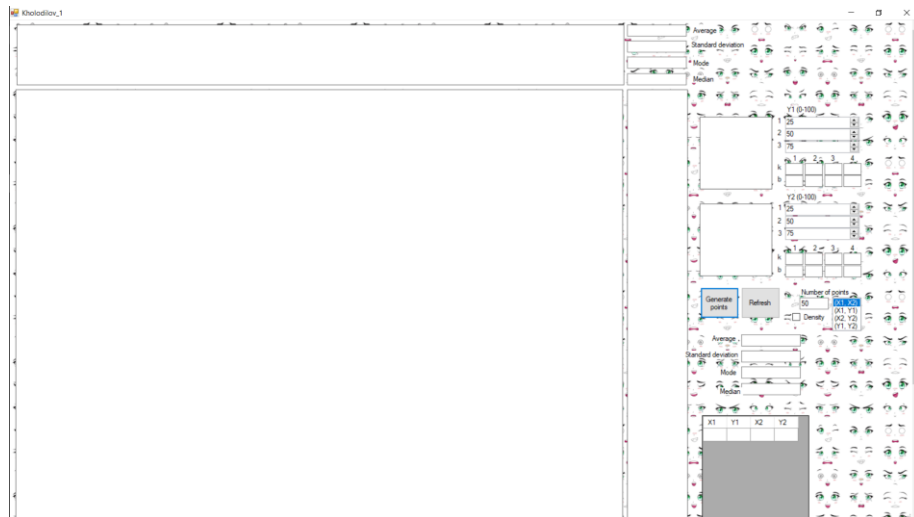 Kholodilov_1
Average
Standard deviation
Mode
Median
Y1 (0-100)
1 25
2 50
3 75
1 2 3 4
k
b
Y2 (0-100)
1 25
2 50
3 75
1 2 3 4
k
b
Generate points
Refresh
Number of points
50
Density
(X1, X2)
(X1, Y1)
(X2, Y2)
(Y1, Y2)
Average
Standard deviation
Mode
Median
X1 Y1 X2 Y2